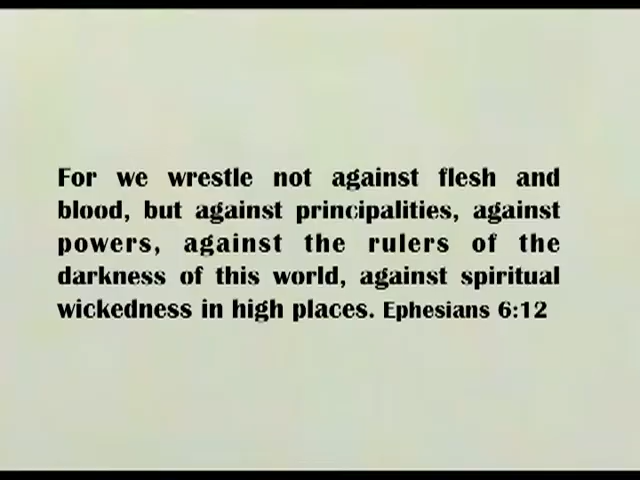 For we wrestle not against flesh and
blood, but against principalities, against
powers, against the rulers of the
darkness of this world, against spiritual
wickedness in high places. Ephesians 6:12